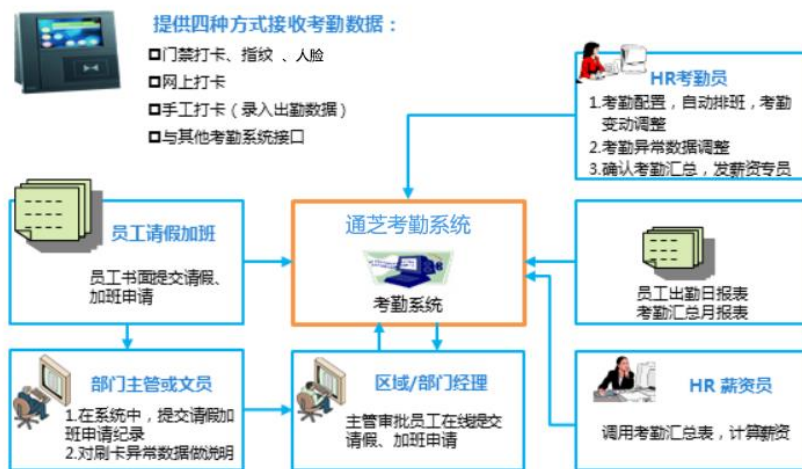 提供四种方式接收考勤数据：
门禁打卡、指纹 、人脸
网上打卡
手工打卡（录入出勤数据）
与其他考勤系统接口
HR考勤员
1.考勤配置，自动排班，考勤
变动调整
2.考勤异常数据调整
3.确认考勤汇总，发薪资专员
员工请假加班
员工书面提交请假、
加班申请
通芝考勤系统
考勤系统
员工出勤日报表
考勤汇总月报表
部门主管或文员
1.在系统中，提交请假加
班申请纪录
2.对刷卡异常数据做说明
区域/部门经理
主管审批员工在线提交
请假、加班申请
HR 薪资员
调用考勤汇总表，计算薪资